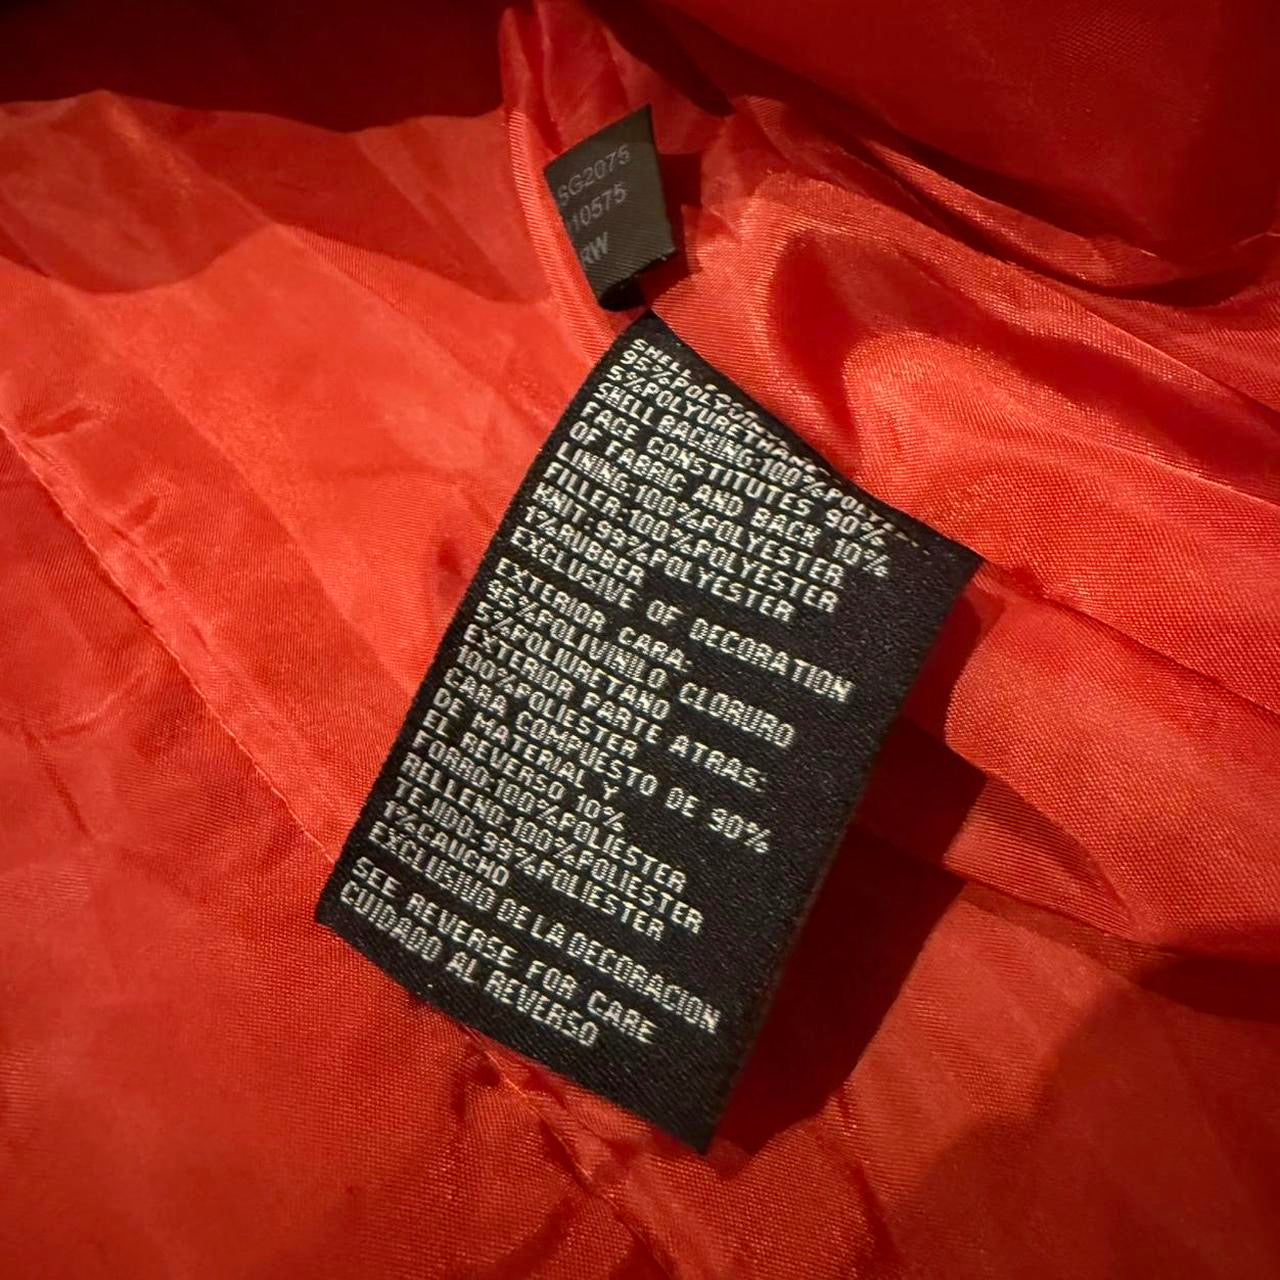 SG2075
10575
RW
SHELL
95%POLY
5%POLYURETHANE
SHELL BACKING:100%POLY
FACE CONSTITUTES 90%
OF FABRIC AND BACK 10%
LINING:100%POLYESTER
FILLER:100%POLYESTER
KNIT:99%POLYESTER
1%RUBBER
EXCLUSIVE OF DECORATION
EXTERIOR CARA:
95%POLIVINILO CLORURO
5%POLIURETANO
EXTERIOR PARTE ATRAS:
100%POLIESTER
CARA COMPUESTO DE 90%
DE MATERIAL Y
EL REVERSO 10%
FORRO:100%POLIESTER
RELLENO:100%POLIESTER
TEJIDO:99%POLIESTER
1%CAUCHO
EXCLUSIVO DE LA DECORACION
SEE REVERSE FOR CARE
CUIDADO AL REVERSO